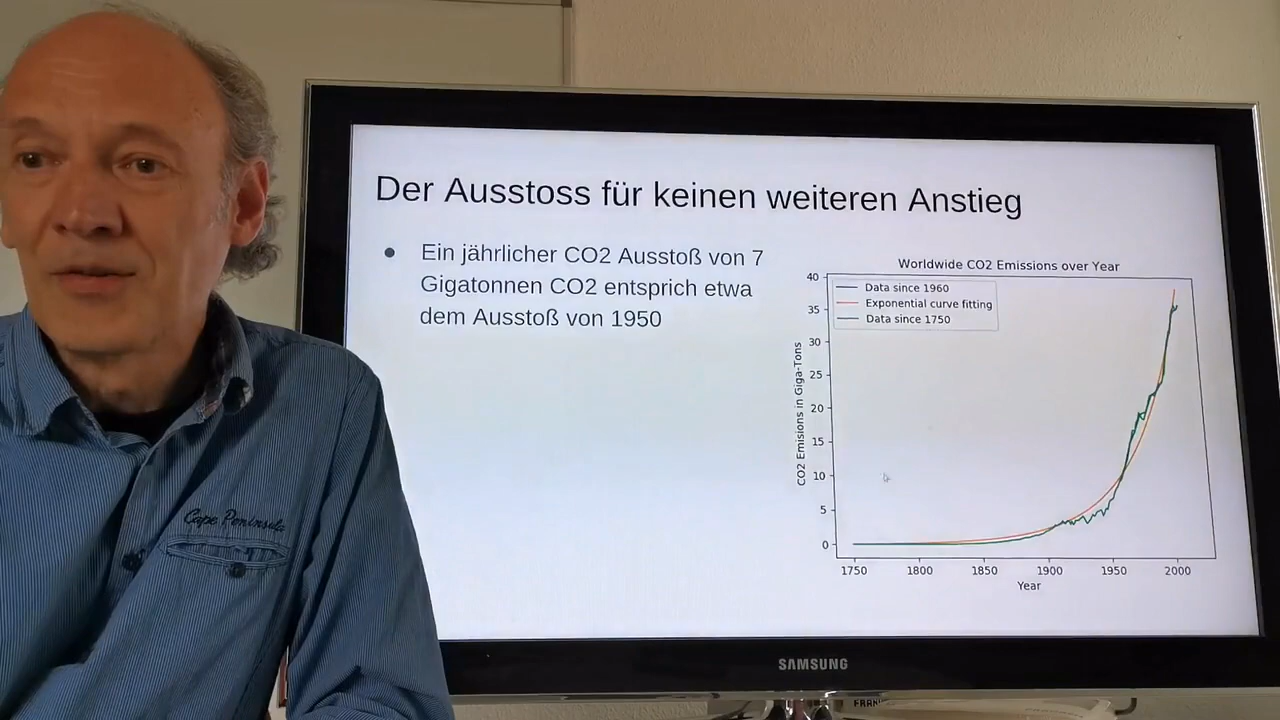 Der Ausstoss für keinen weiteren Anstieg
● Ein jährlicher CO2 Ausstoß von 7
Gigatonnen CO2 entsprich etwa
dem Ausstoß von 1950
Worldwide CO2 Emissions over Year
Data since 1960
Exponential curve fitting
Data since 1750
CO2 Emisions in Giga-Tons
40
35
30
25
20
15
10
5
0
1750 1800 1850 1900 1950 2000
Year
Cape Peninsula
SAMSUNG